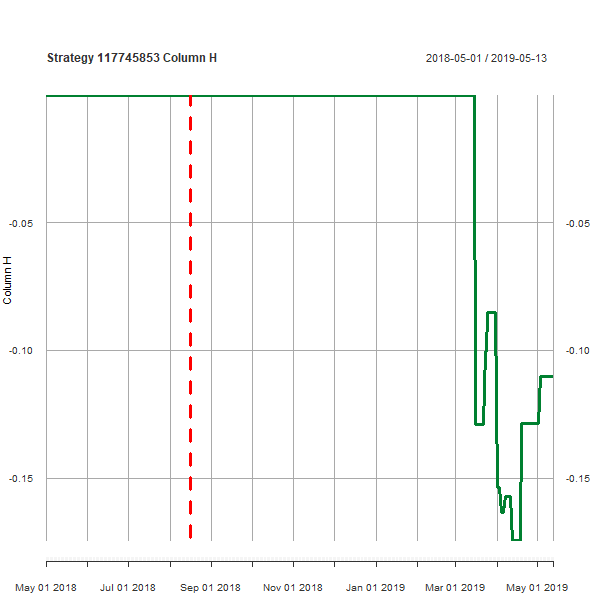 Strategy 117745853 Column H
2018-05-01 / 2019-05-13
-0.05
-0.05
-0.10
-0.10
-0.15
-0.15
Column H
May 01 2018
Jul 01 2018
Sep 01 2018
Nov 01 2018
Jan 01 2019
Mar 01 2019
May 01 2019